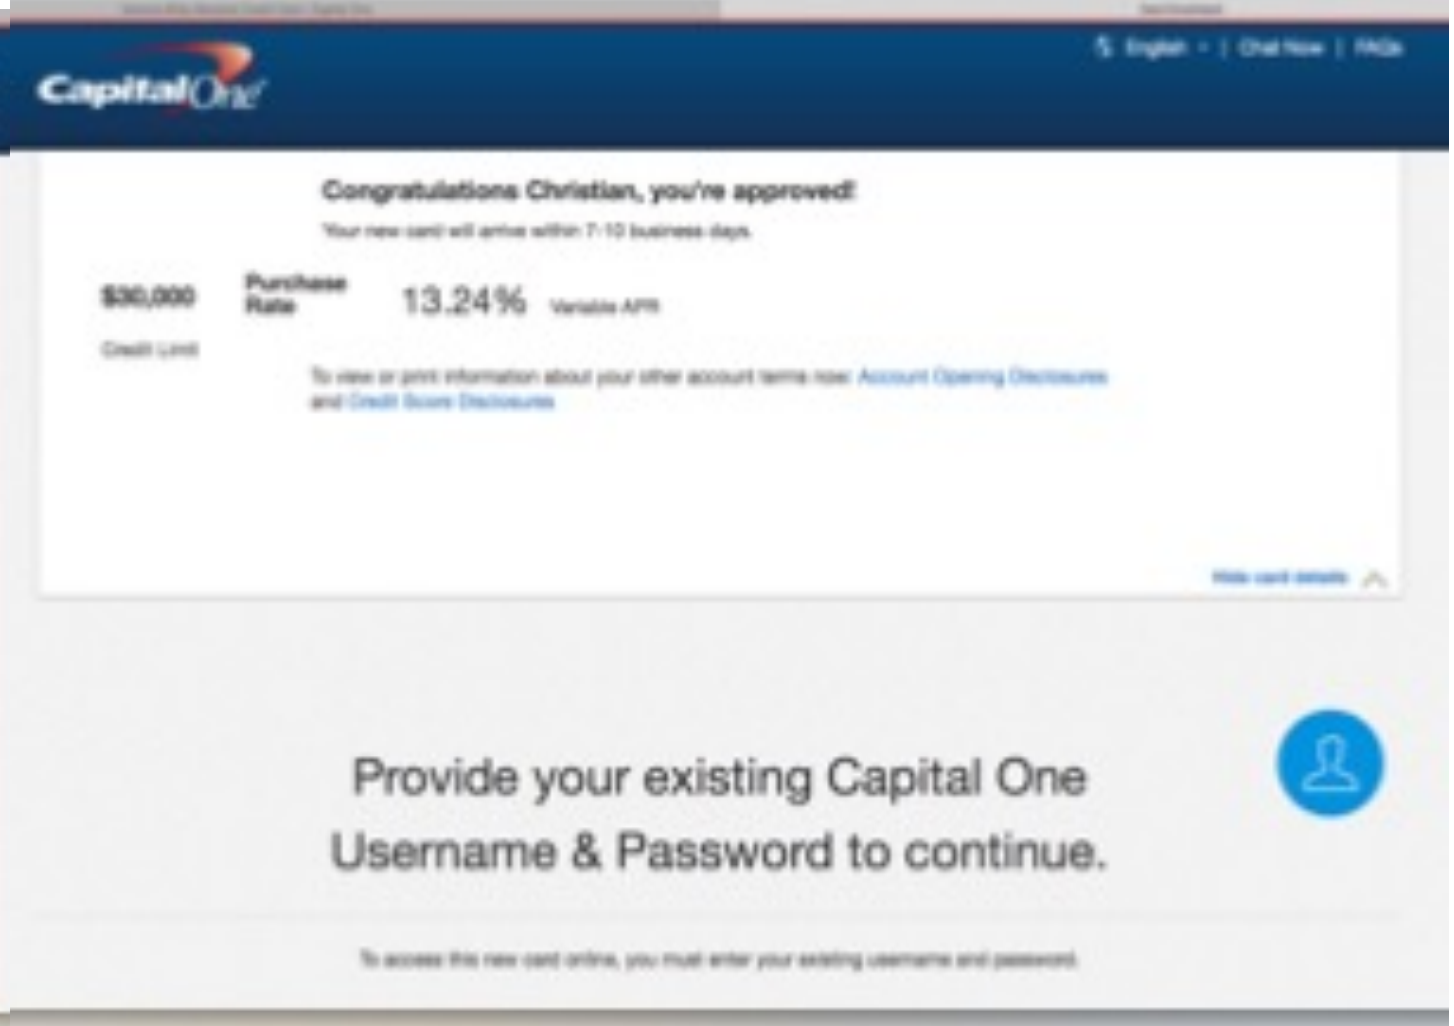 CapitalOne
English | Chat Now | FAQs
Congratulations Christian, you're approved!
Your new card will arrive within 7-10 business days.
$30,000
Purchase
Rate
13.24% Variable APR
Credit Limit
To view or print information about your other account terms now: Account Opening Disclosures
and Credit Score Disclosures
Hide card details
Provide your existing Capital One
Username & Password to continue.
To access this new card online, you must enter your existing username and password.